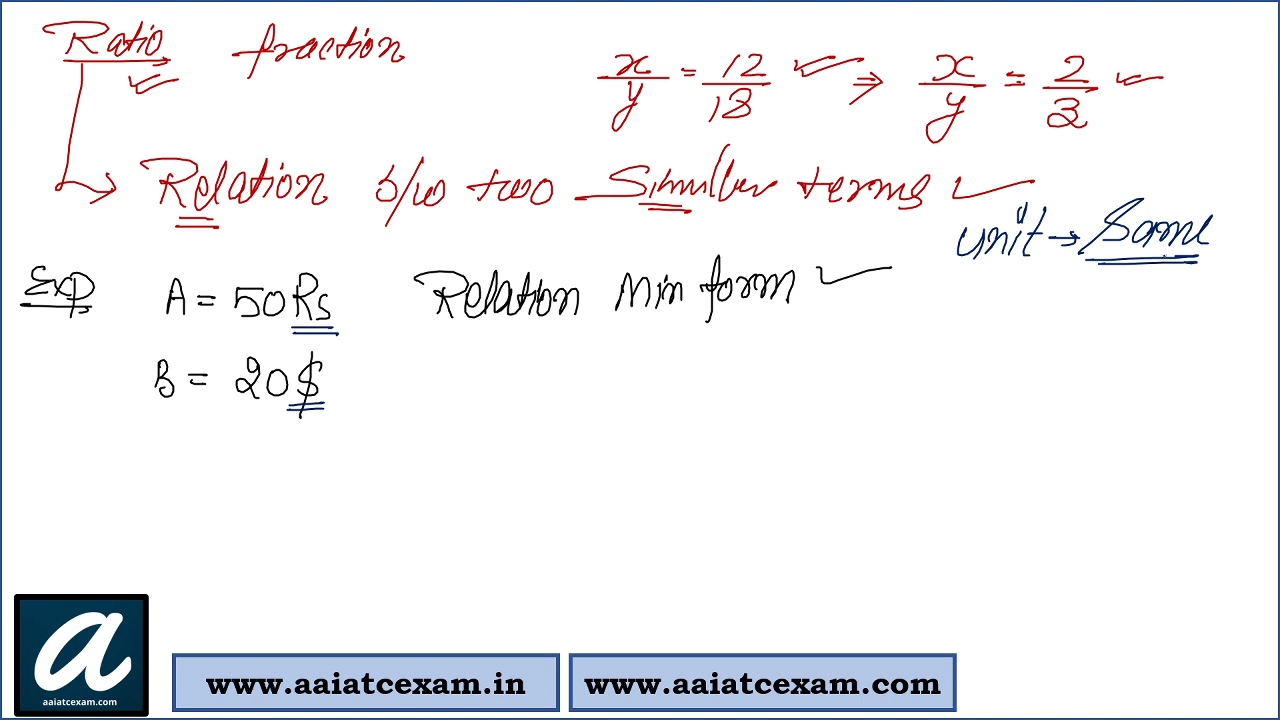 Ratio fraction
x/y = 12/18 ⇒ x/y = 2/3
Relation b/w two Simillar terms
unit → Same
Exp A = 50 Rs Relation Min form
B = 20 $
a
aaiatcexam.com
www.aaiatcexam.in www.aaiatcexam.com